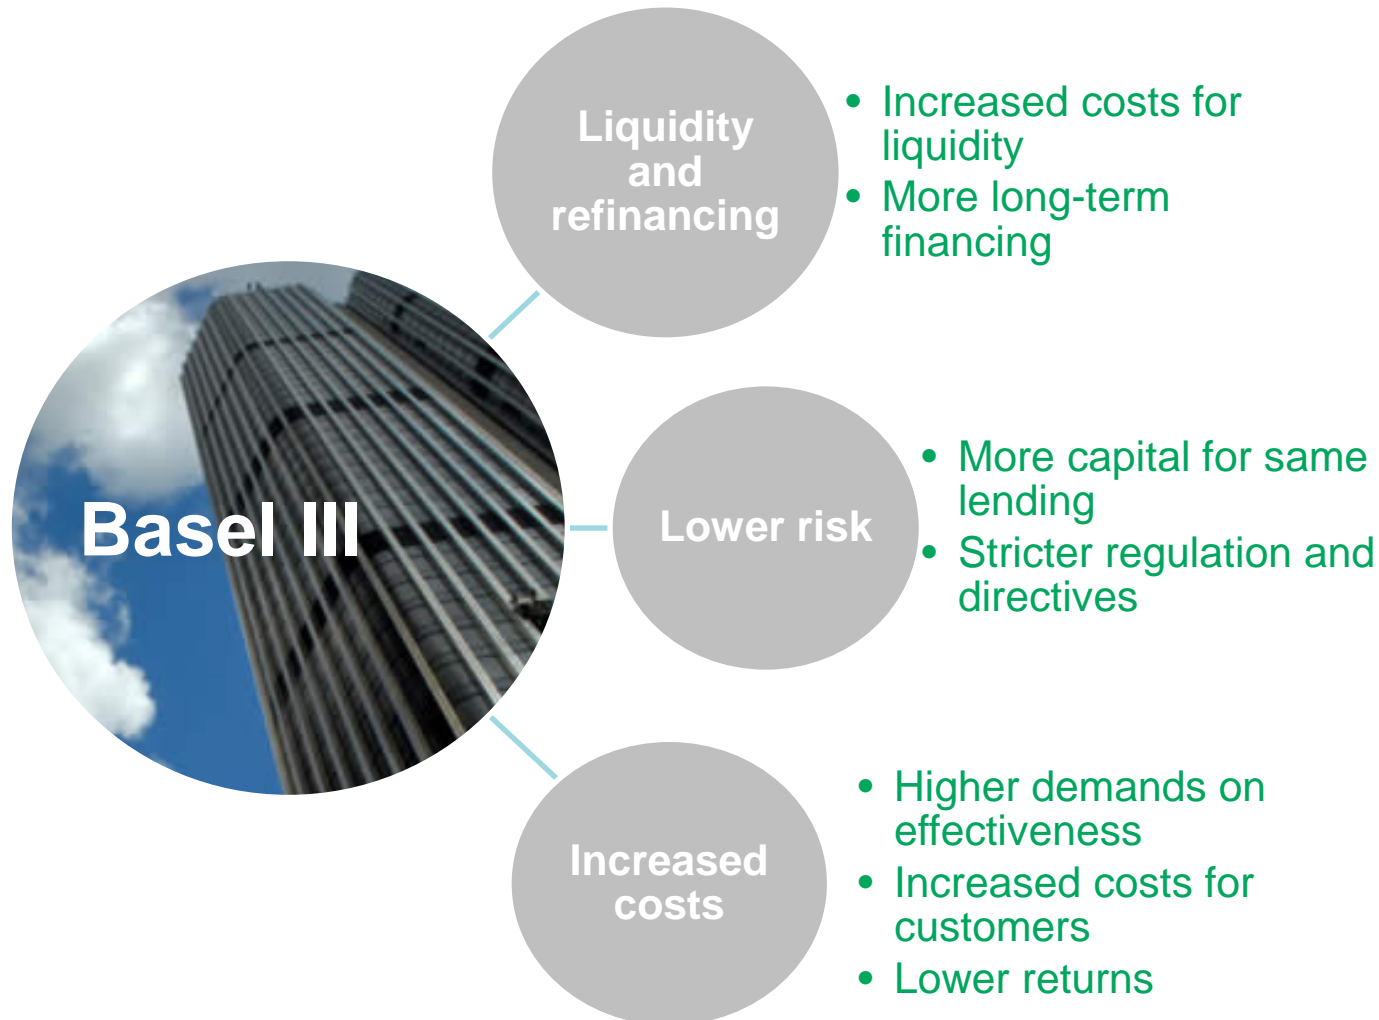 Liquidity
and
refinancing
• Increased costs for
liquidity
• More long-term
financing
Basel III
Lower risk
• More capital for same
lending
• Stricter regulation and
directives
Increased
costs
• Higher demands on
effectiveness
• Increased costs for
customers
• Lower returns